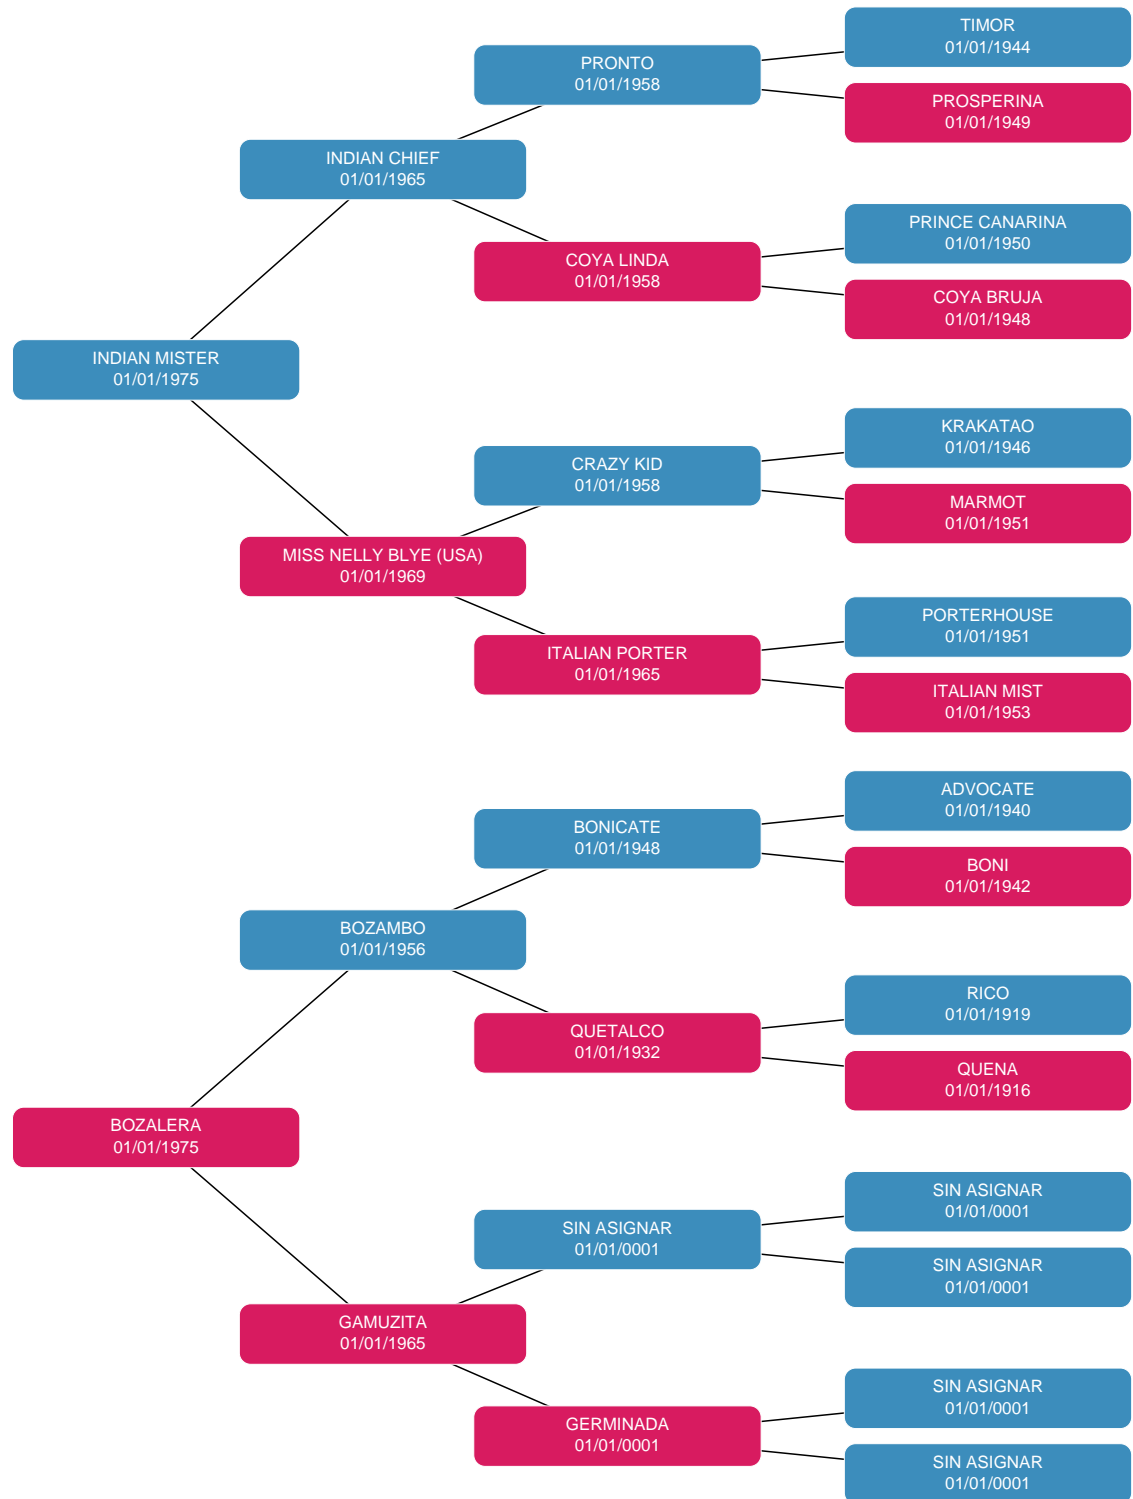 TIMOR
01/01/1944
PRONTO
01/01/1958
PROSPERINA
01/01/1949
INDIAN CHIEF
01/01/1965
PRINCE CANARINA
01/01/1950
COYA LINDA
01/01/1958
COYA BRUJA
01/01/1948
INDIAN MISTER
01/01/1975
KRAKATAO
01/01/1946
CRAZY KID
01/01/1958
MARMOT
01/01/1951
MISS NELLY BLYE (USA)
01/01/1969
PORTERHOUSE
01/01/1951
ITALIAN PORTER
01/01/1965
ITALIAN MIST
01/01/1953
ADVOCATE
01/01/1940
BONICATE
01/01/1948
BONI
01/01/1942
BOZAMBO
01/01/1956
RICO
01/01/1919
QUETALCO
01/01/1932
QUENA
01/01/1916
BOZALERA
01/01/1975
SIN ASIGNAR
01/01/0001
SIN ASIGNAR
01/01/0001
SIN ASIGNAR
01/01/0001
GAMUZITA
01/01/1965
SIN ASIGNAR
01/01/0001
GERMINADA
01/01/0001
SIN ASIGNAR
01/01/0001